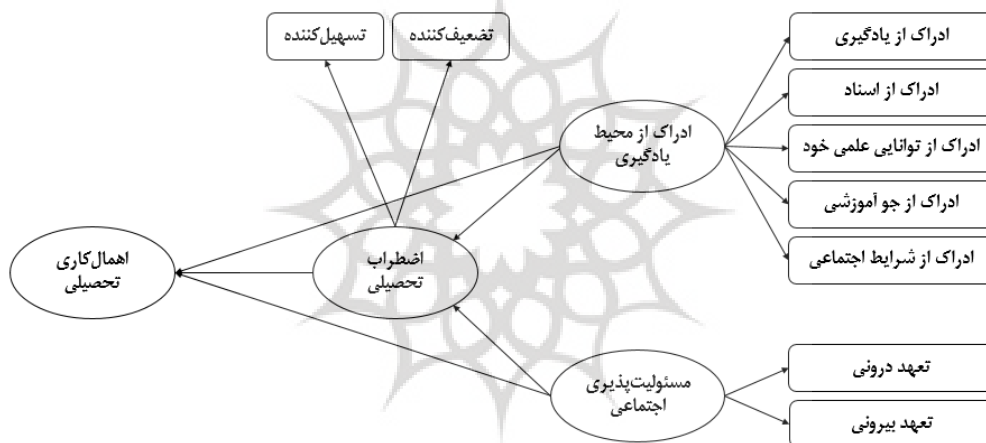 تضعیف‌کننده
تسهیل‌کننده
ادراک از یادگیری
ادراک از اسناد
ادراک از محیط
یادگیری
ادراک از توانایی علمی خود
ادراک از جو آموزشی
ادراک از شرایط اجتماعی
اضطراب
تحصیلی
اهمال‌کاری
تحصیلی
مسئولیت‌پذیری
اجتماعی
تعهد درونی
تعهد بیرونی